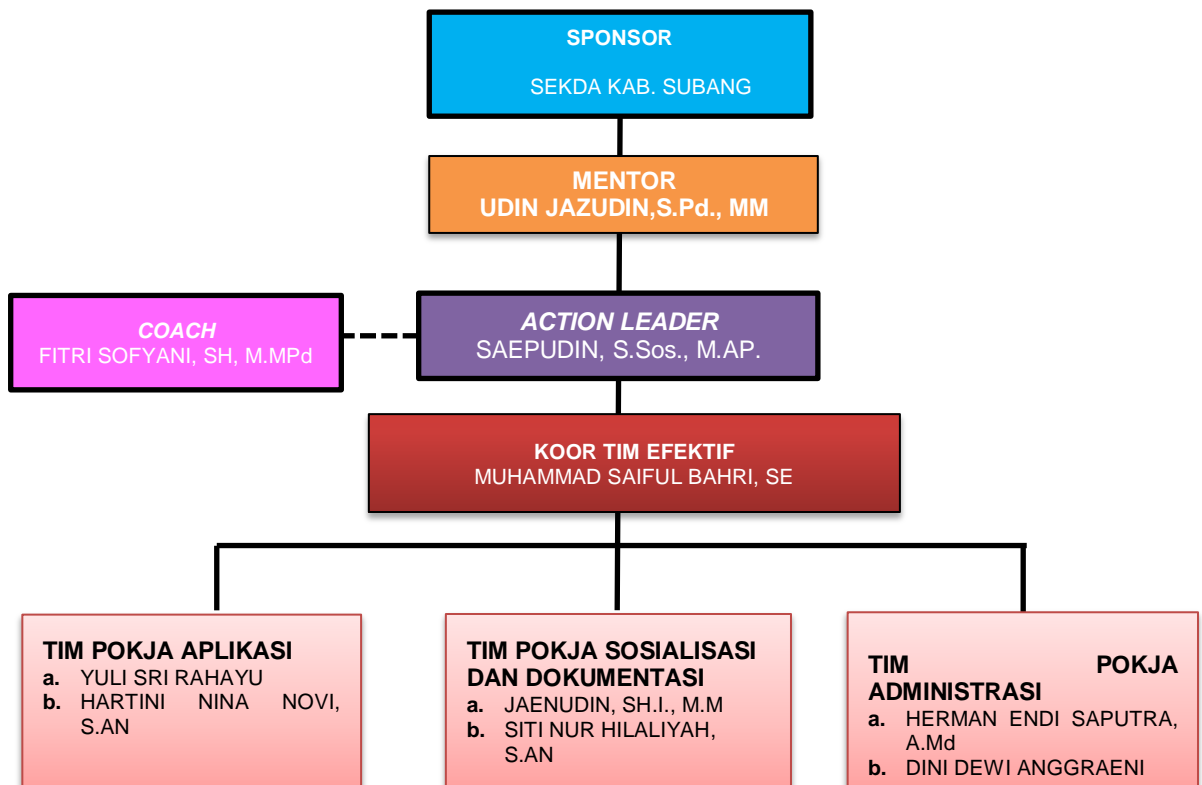 SPONSOR
SEKDA KAB. SUBANG
MENTOR
UDIN JAZUDIN,S.Pd., MM
COACH
FITRI SOFYANI, SH, M.MPd
ACTION LEADER
SAEPUDIN, S.Sos., M.AP.
KOOR TIM EFEKTIF
MUHAMMAD SAIFUL BAHRI, SE
TIM POKJA APLIKASI
a. YULI SRI RAHAYU
b. HARTINI NINA NOVI,
S.AN
TIM POKJA SOSIALISASI
DAN DOKUMENTASI
a. JAENUDIN, SH.I., M.M
b. SITI NUR HILALIYAH,
S.AN
TIM POKJA
ADMINISTRASI
a. HERMAN ENDI SAPUTRA,
A.Md
b. DINI DEWI ANGGRAENI